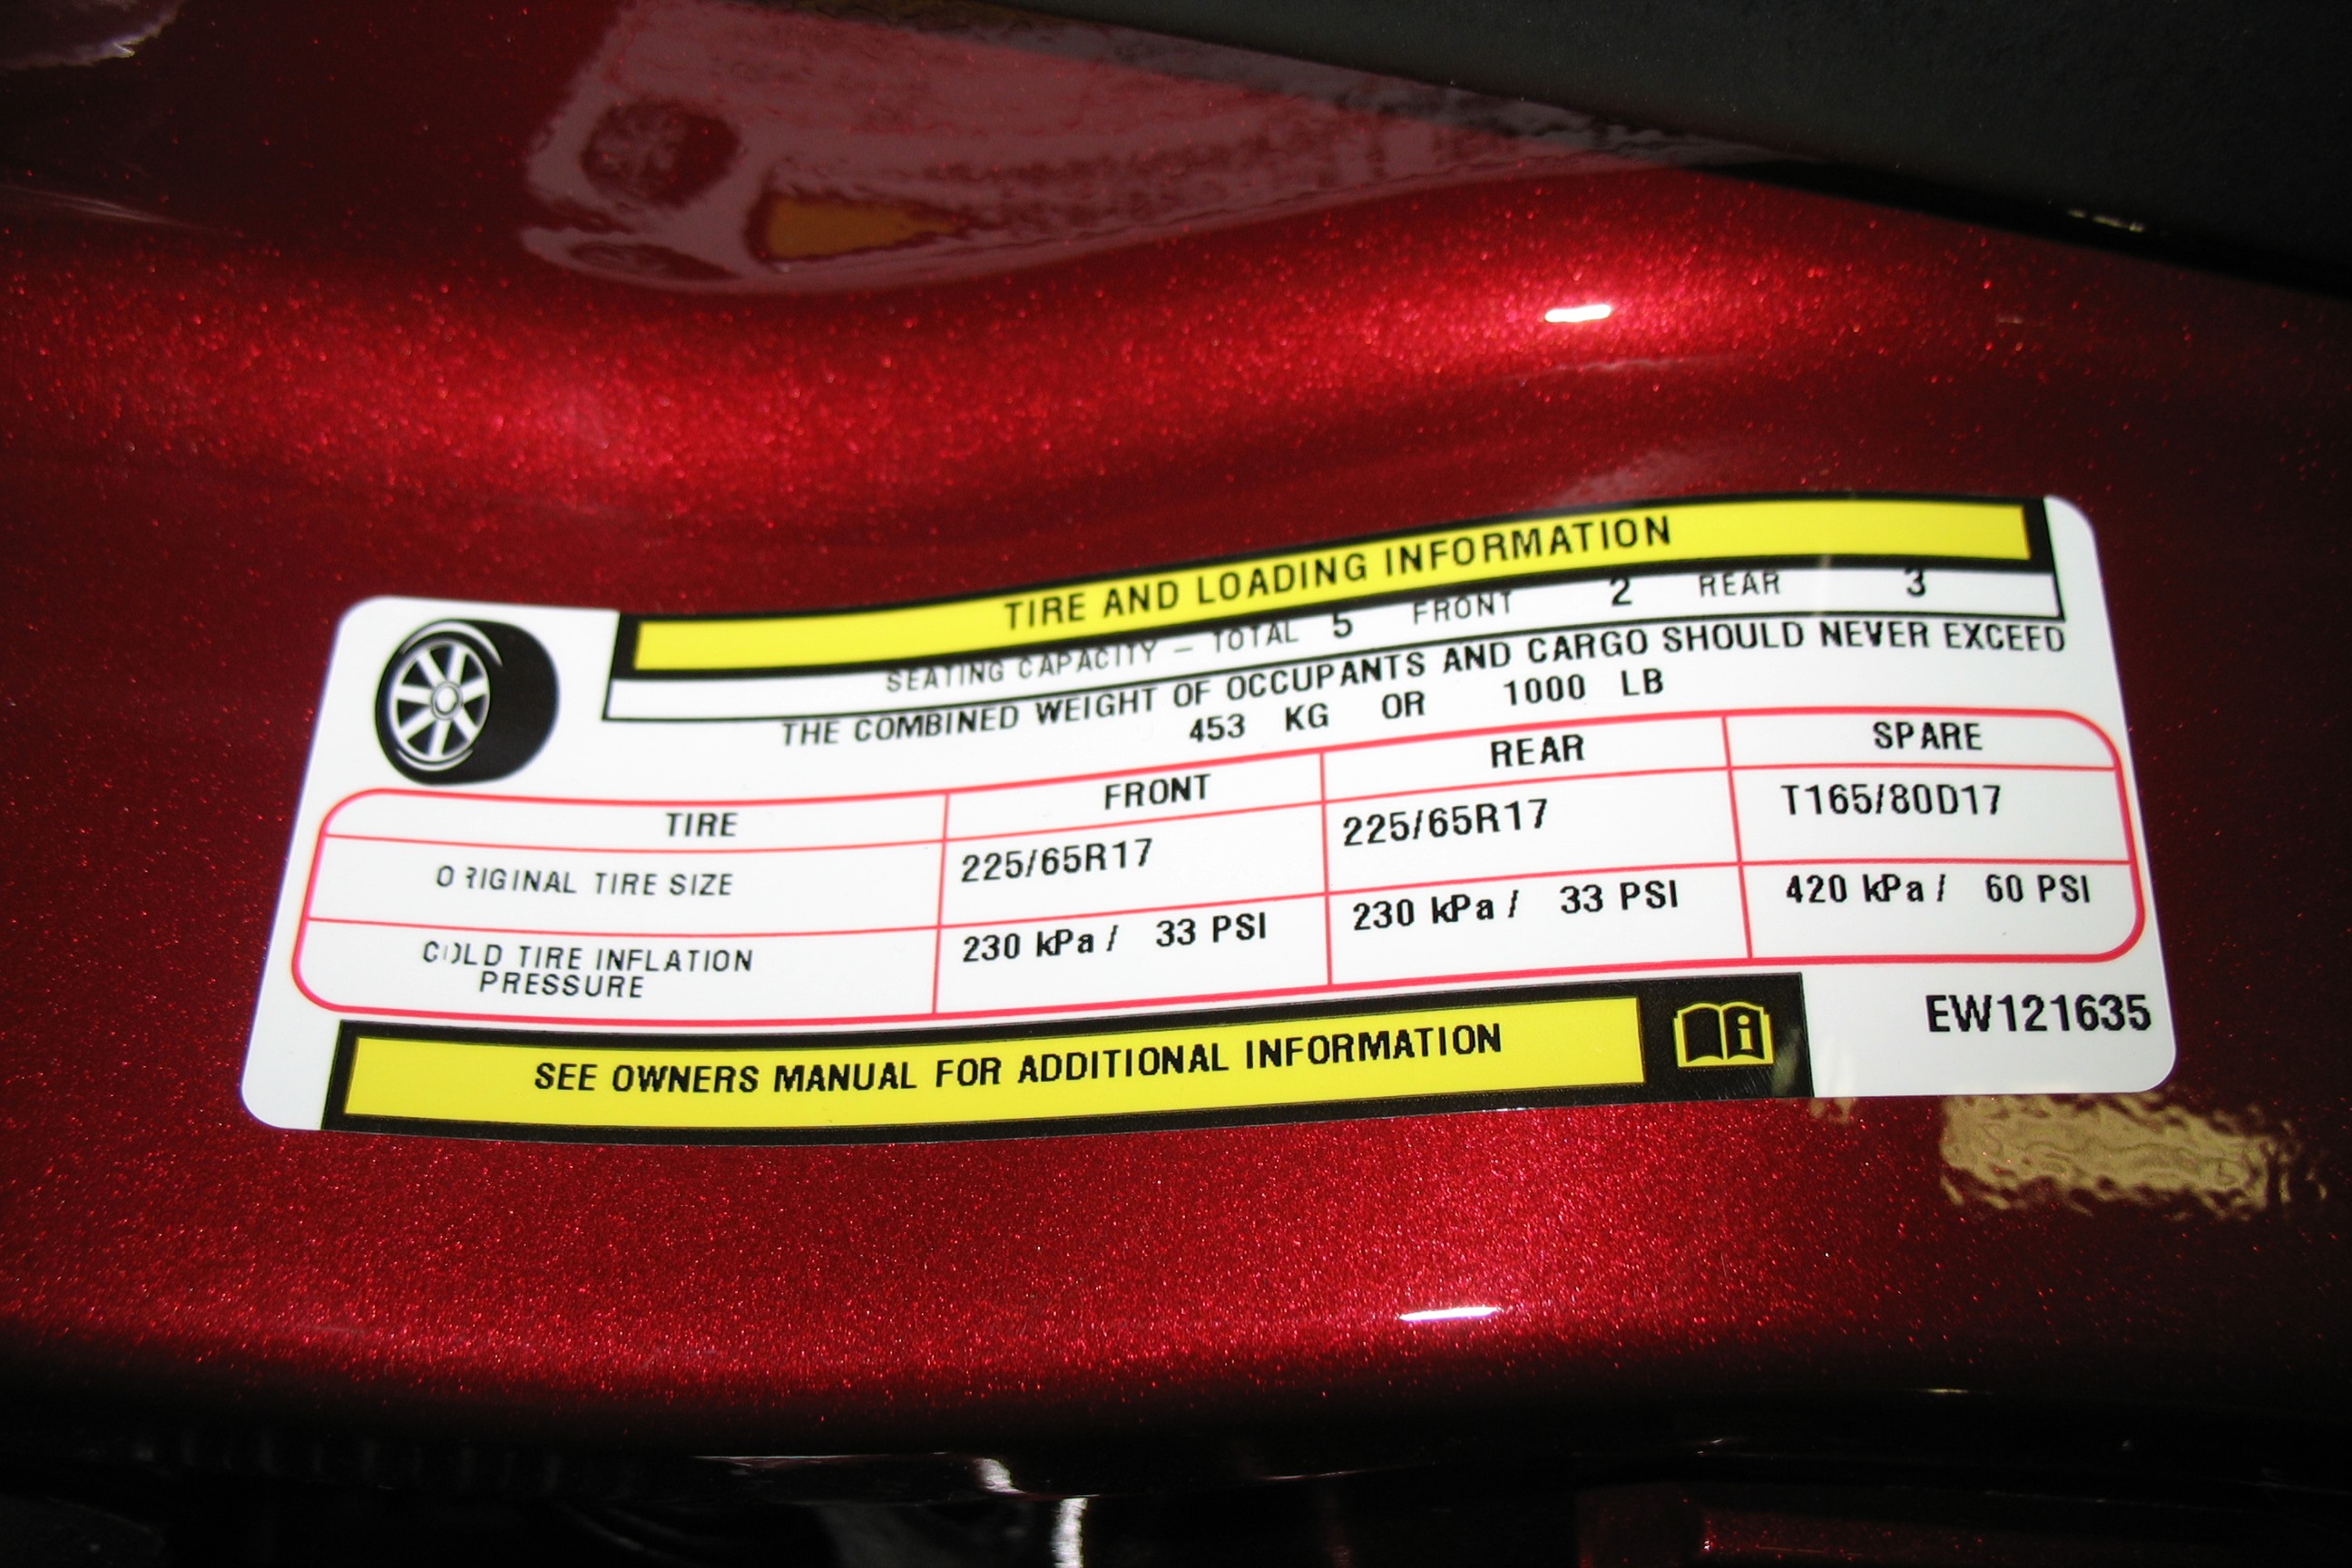 TIRE AND LOADING INFORMATION
SEATING CAPACITY – TOTAL 5 FRONT 2 REAR 3
THE COMBINED WEIGHT OF OCCUPANTS AND CARGO SHOULD NEVER EXCEED
453 KG OR 1000 LB
TIRE FRONT REAR SPARE
ORIGINAL TIRE SIZE 225/65R17 225/65R17 T165/80D17
COLD TIRE INFLATION PRESSURE 230 kPa / 33 PSI 230 kPa / 33 PSI 420 kPa / 60 PSI
SEE OWNERS MANUAL FOR ADDITIONAL INFORMATION
EW121635